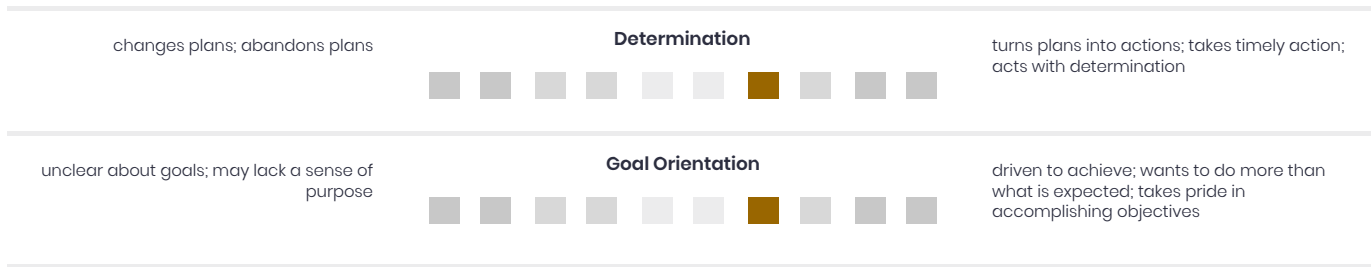 changes plans; abandons plans
Determination
turns plans into actions; takes timely action;
acts with determination
unclear about goals; may lack a sense of
purpose
Goal Orientation
driven to achieve; wants to do more than
what is expected; takes pride in
accomplishing objectives